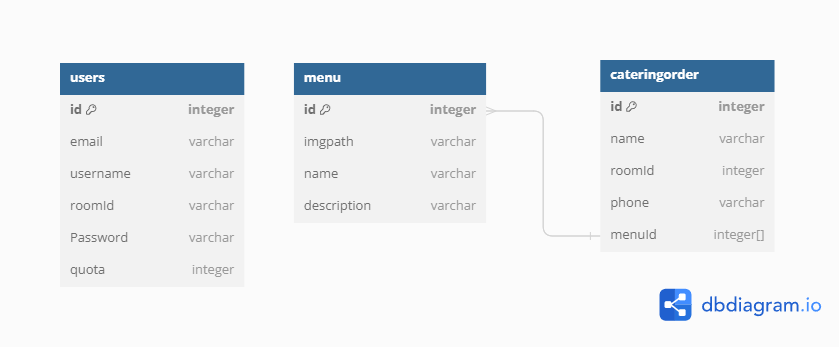 users
id integer
email varchar
username varchar
roomId varchar
Password varchar
quota integer
menu
id integer
imgpath varchar
name varchar
description varchar
cateringorder
id integer
name varchar
roomId integer
phone varchar
menuId integer[]
dbdiagram.io